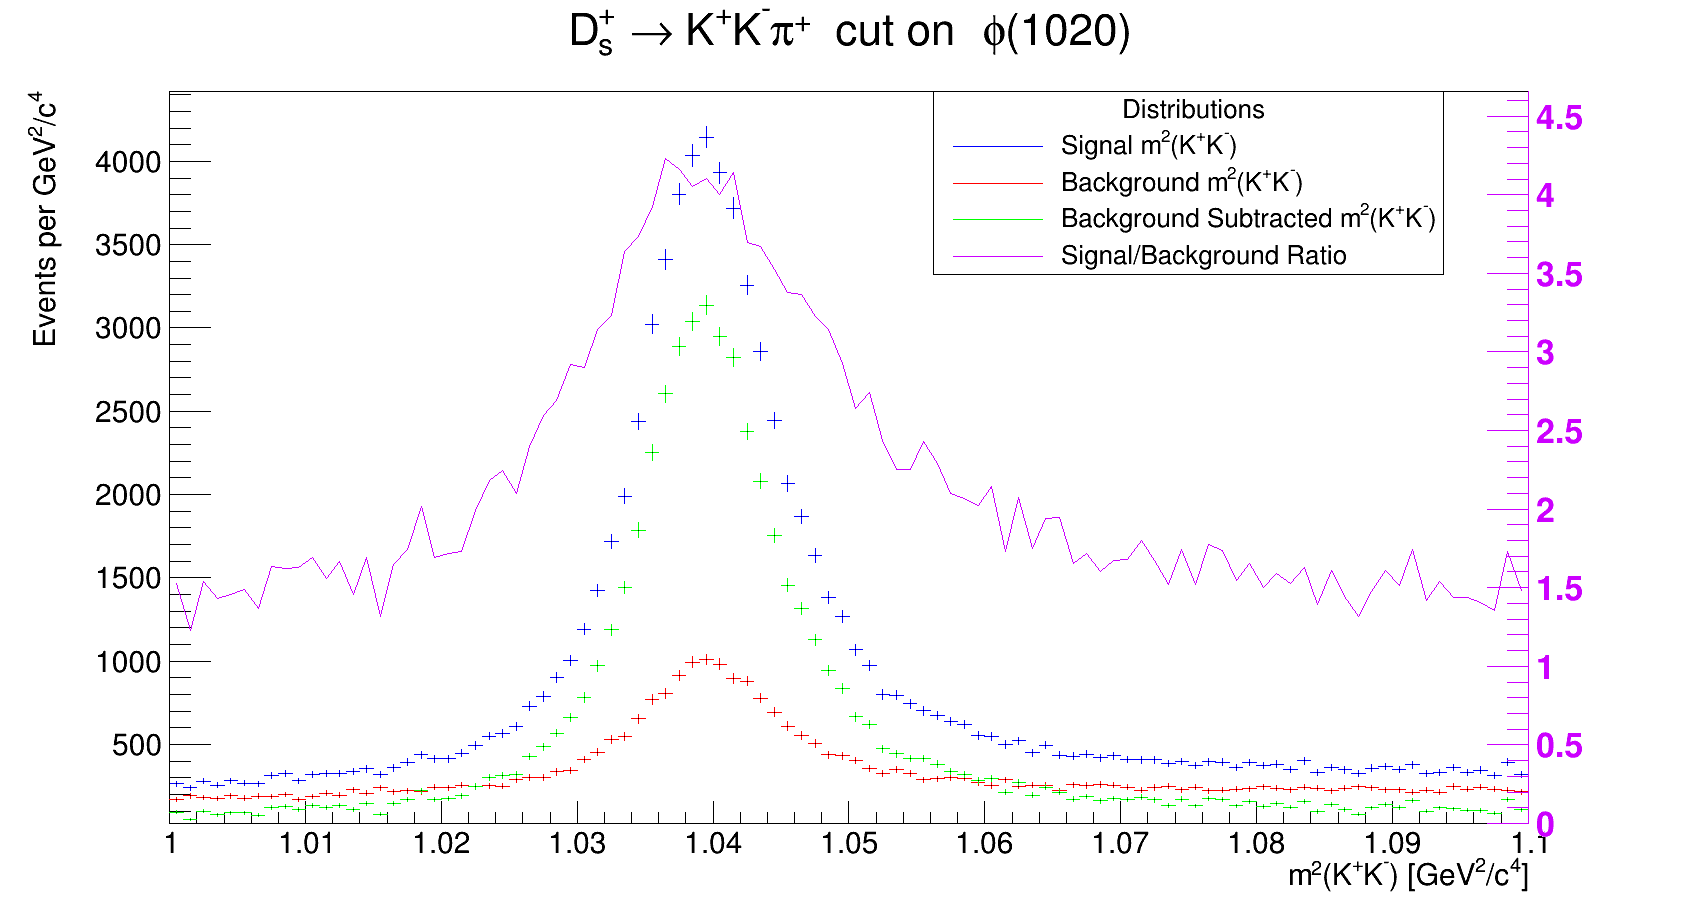 D_s^+ → K^+K^-π^+ cut on ϕ(1020)
Events per GeV^2/c^4
4000
3500
3000
2500
2000
1500
1000
500
Distributions
Signal m^2(K^+K^-)
Background m^2(K^+K^-)
Background Subtracted m^2(K^+K^-)
Signal/Background Ratio
4.5
4
3.5
3
2.5
2
1.5
1
0.5
0
1 1.01 1.02 1.03 1.04 1.05 1.06 1.07 1.08 1.09 1.1
m^2(K^+K^-) [GeV^2/c^4]